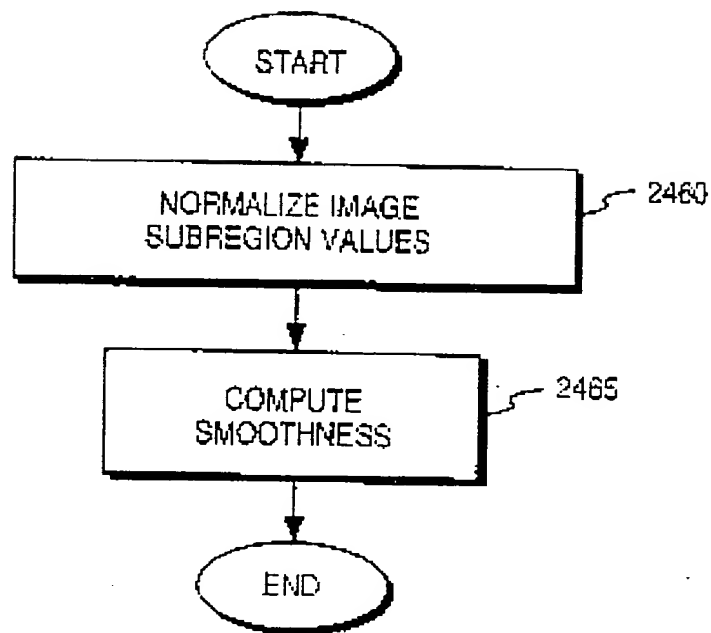 START
NORMALIZE IMAGE
SUBREGION VALUES
2460
COMPUTE
SMOOTHNESS
2465
END